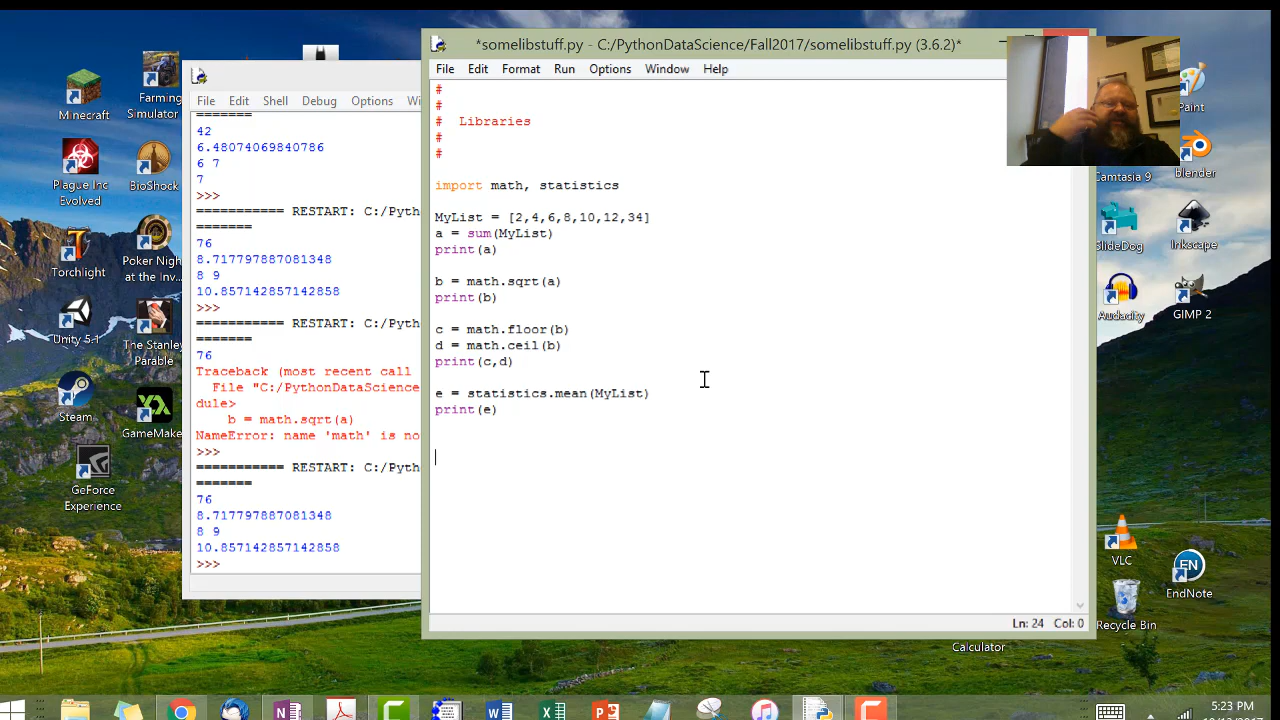 *somelibstuff.py - C:/PythonDataScience/Fall2017/somelibstuff.py (3.6.2)*
File Edit Format Run Options Window Help
#
#
# Libraries
#
#
import math, statistics
MyList = [2,4,6,8,10,12,34]
a = sum(MyList)
print(a)
b = math.sqrt(a)
print(b)
c = math.floor(b)
d = math.ceil(b)
print(c,d)
e = statistics.mean(MyList)
print(e)
Ln: 24 Col: 0
File Edit Shell Debug Options
=======
42
6.48074069840786
6 7
7
>>>
=========== RESTART: C:/Pyth
=======
76
8.717797887081348
8 9
10.857142857142858
>>>
=========== RESTART: C:/Pyth
=======
76
Traceback (most recent call
File "C:/PythonDataScience
dule>
b = math.sqrt(a)
NameError: name 'math' is no
>>>
=========== RESTART: C:/Pyth
=======
76
8.717797887081348
8 9
10.857142857142858
>>>
Minecraft
Farming
Simulator
Plague Inc
Evolved
BioShock
Torchlight
Poker Nigh
at the Inv...
Unity 5.1
The Stanley
Parable
Steam
GameMake
GeForce
Experience
Paint
Camtasia 9
blender
SlideDog
Inkscape
Audacity
GIMP 2
VLC
EN
EndNote
Recycle Bin
Calculator
5:23 PM